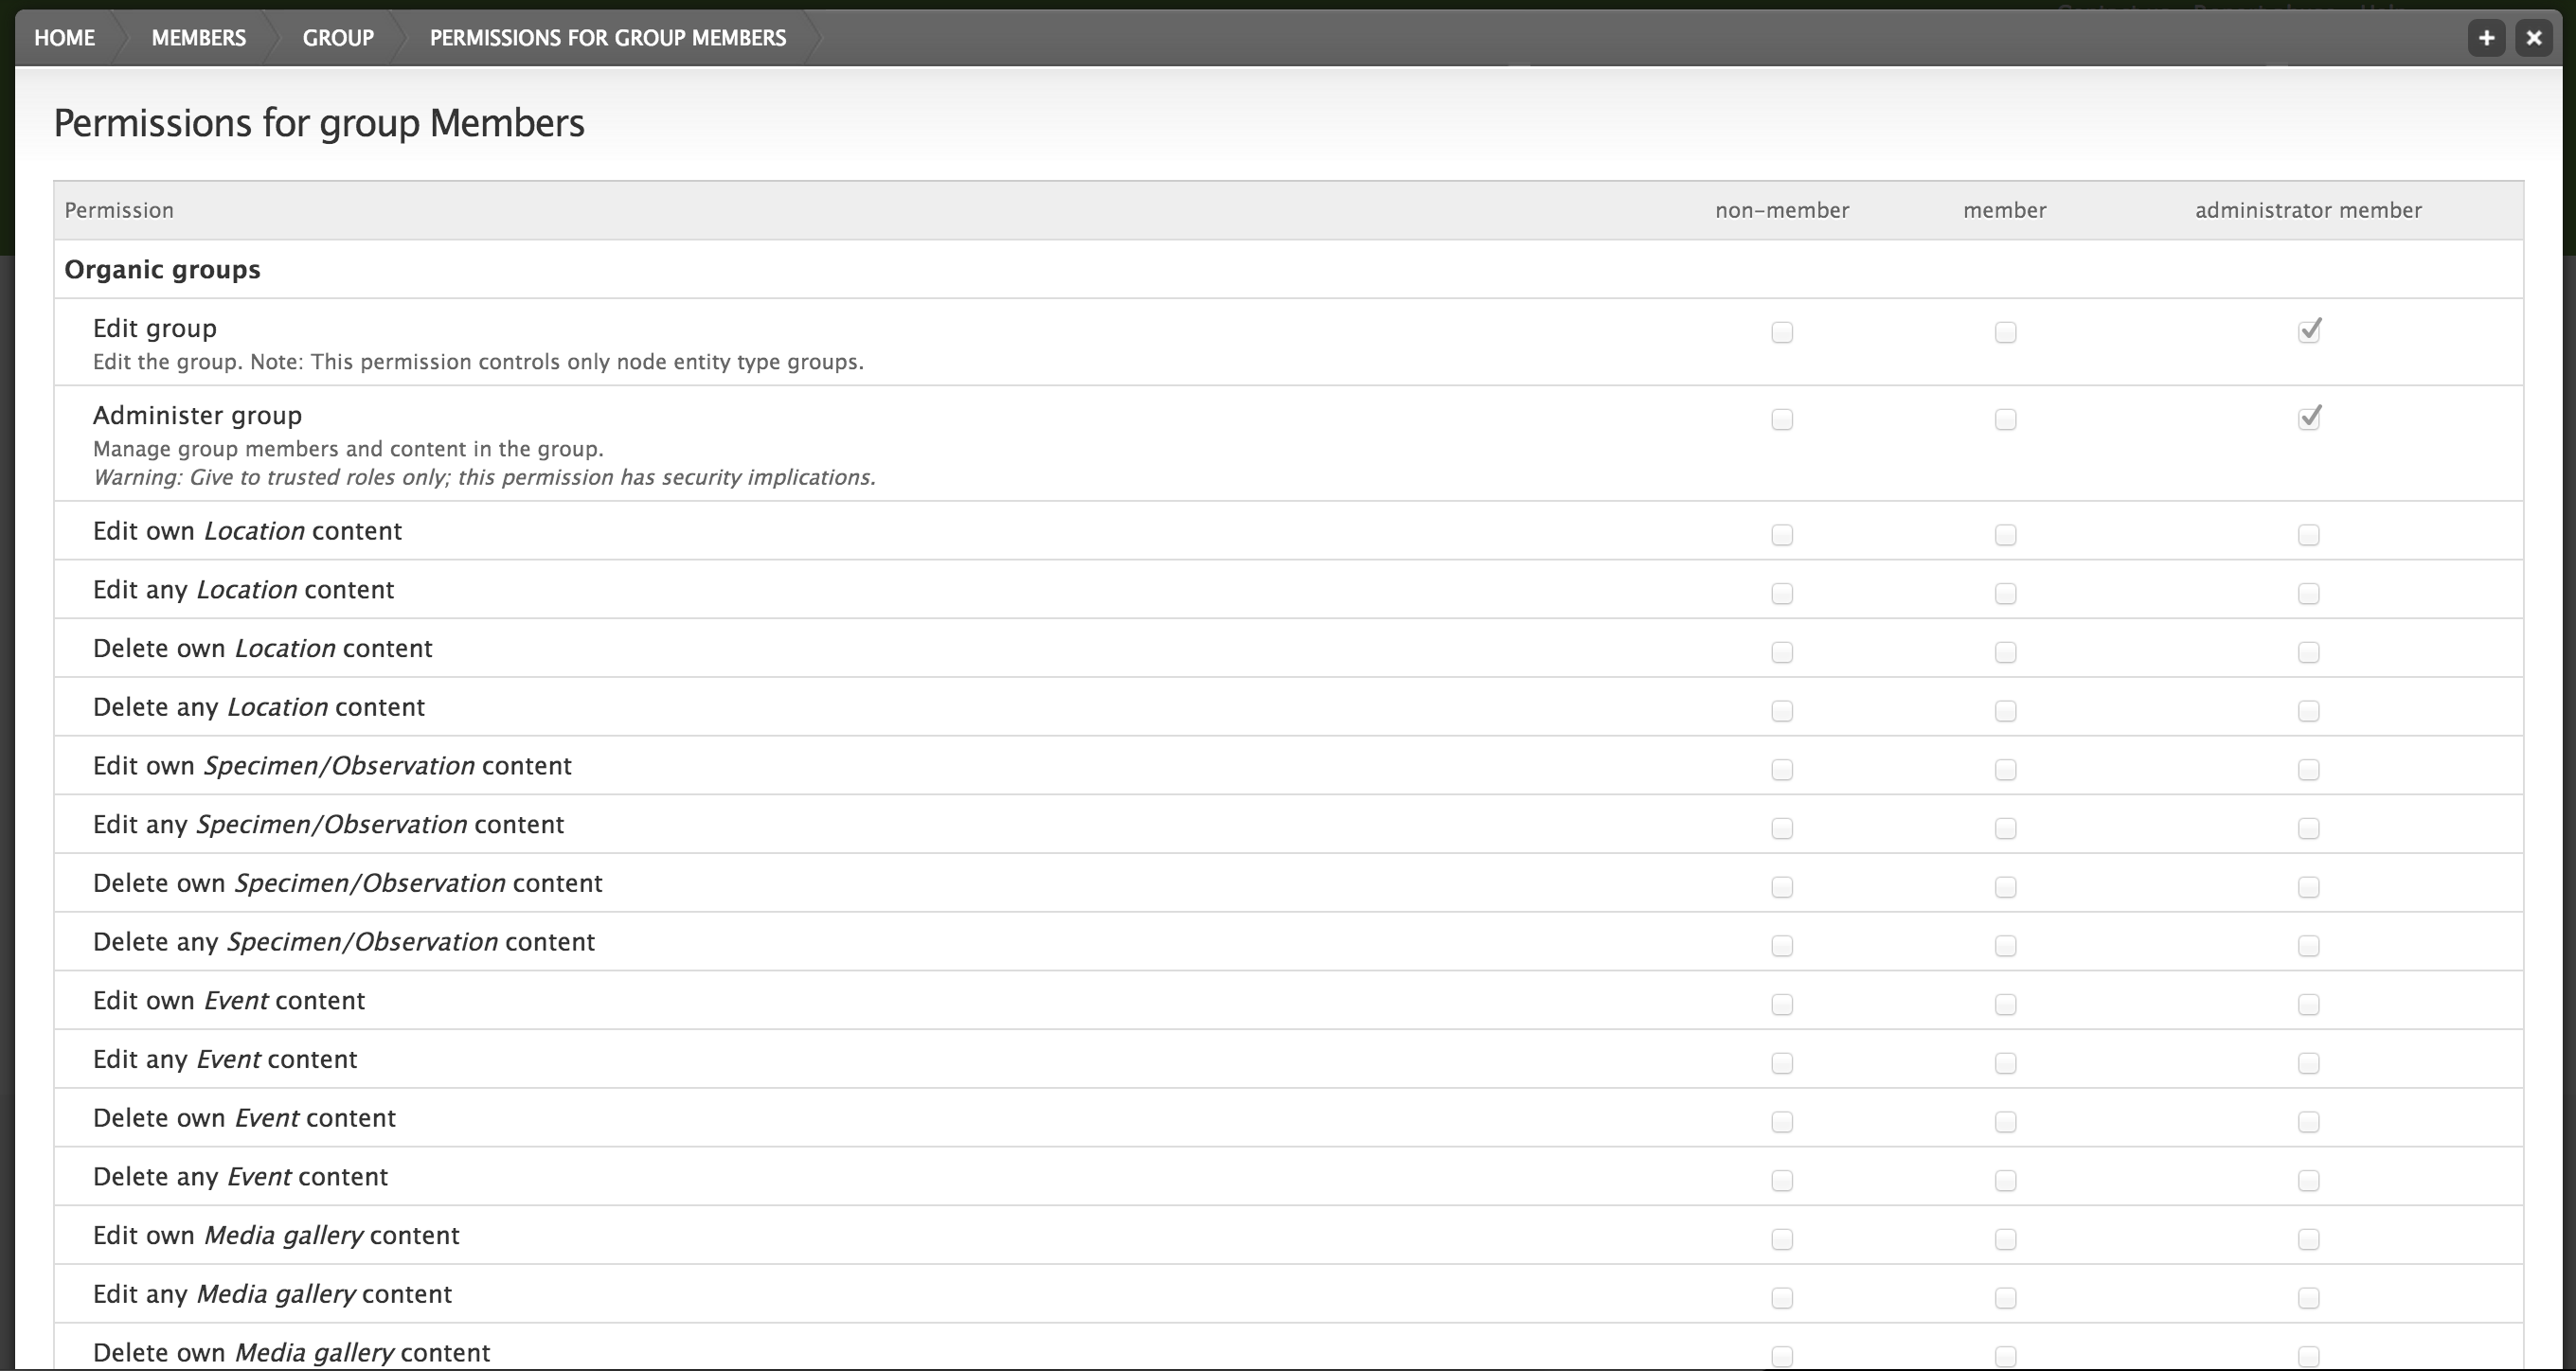 HOME MEMBERS GROUP PERMISSIONS FOR GROUP MEMBERS
Permissions for group Members
Permission non-member member administrator member
Organic groups
Edit group
Edit the group. Note: This permission controls only node entity type groups.
Administer group
Manage group members and content in the group.
Warning: Give to trusted roles only; this permission has security implications.
Edit own Location content
Edit any Location content
Delete own Location content
Delete any Location content
Edit own Specimen/Observation content
Edit any Specimen/Observation content
Delete own Specimen/Observation content
Delete any Specimen/Observation content
Edit own Event content
Edit any Event content
Delete own Event content
Delete any Event content
Edit own Media gallery content
Edit any Media gallery content
Delete own Media gallery content